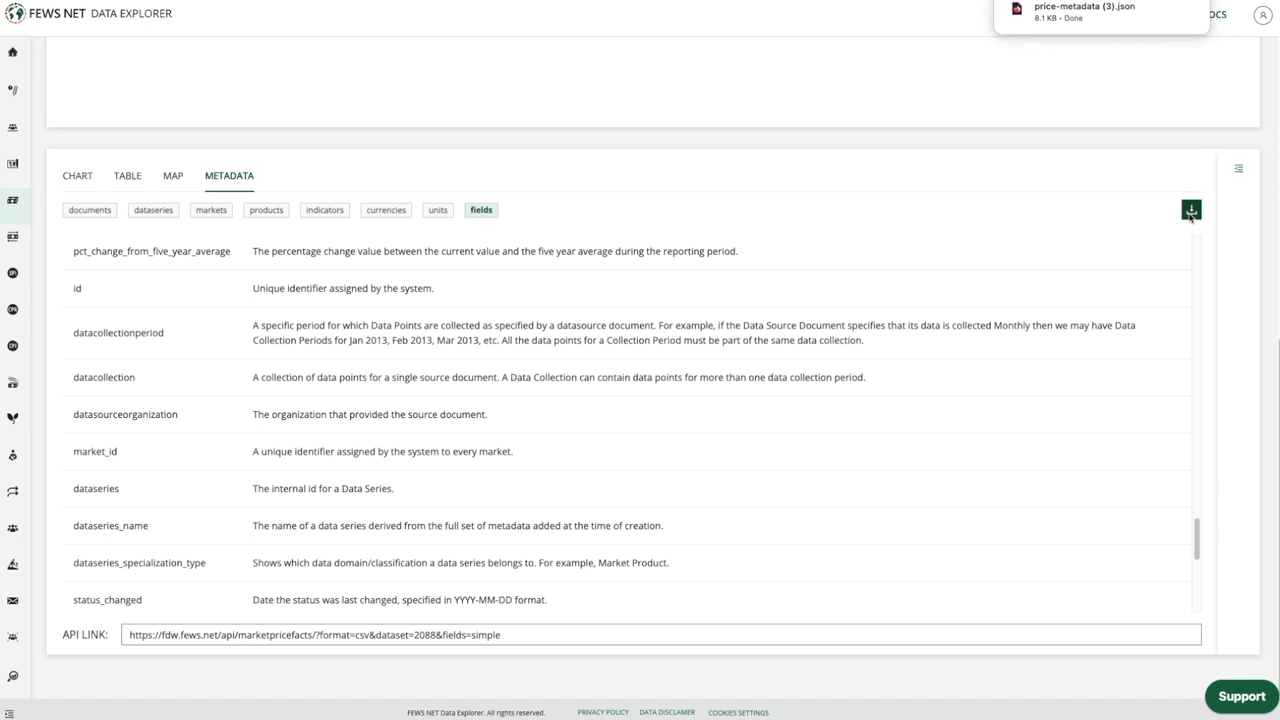 FEWS NET DATA EXPLORER
price-metadata (3).json
8.1 KB • Done
OCS
CHART TABLE MAP METADATA
documents dataseries markets products indicators currencies units fields
pct_change_from_five_year_average The percentage change value between the current value and the five year average during the reporting period.
id Unique identifier assigned by the system.
datacollectionperiod A specific period for which Data Points are collected as specified by a datasource document. For example, if the Data Source Document specifies that its data is collected Monthly then we may have Data
Collection Periods for Jan 2013, Feb 2013, Mar 2013, etc. All the data points for a Collection Period must be part of the same data collection.
datacollection A collection of data points for a single source document. A Data Collection can contain data points for more than one data collection period.
datasourceorganization The organization that provided the source document.
market_id A unique identifier assigned by the system to every market.
dataseries The internal id for a Data Series.
dataseries_name The name of a data series derived from the full set of metadata added at the time of creation.
dataseries_specialization_type Shows which data domain/classification a data series belongs to. For example, Market Product.
status_changed Date the status was last changed, specified in YYYY-MM-DD format.
API LINK: https://fdw.fews.net/api/marketpricefacts/?format=csv&dataset=2088&fields=simple
Support
FEWS NET Data Explorer. All rights reserved. PRIVACY POLICY DATA DISCLAIMER COOKIES SETTINGS